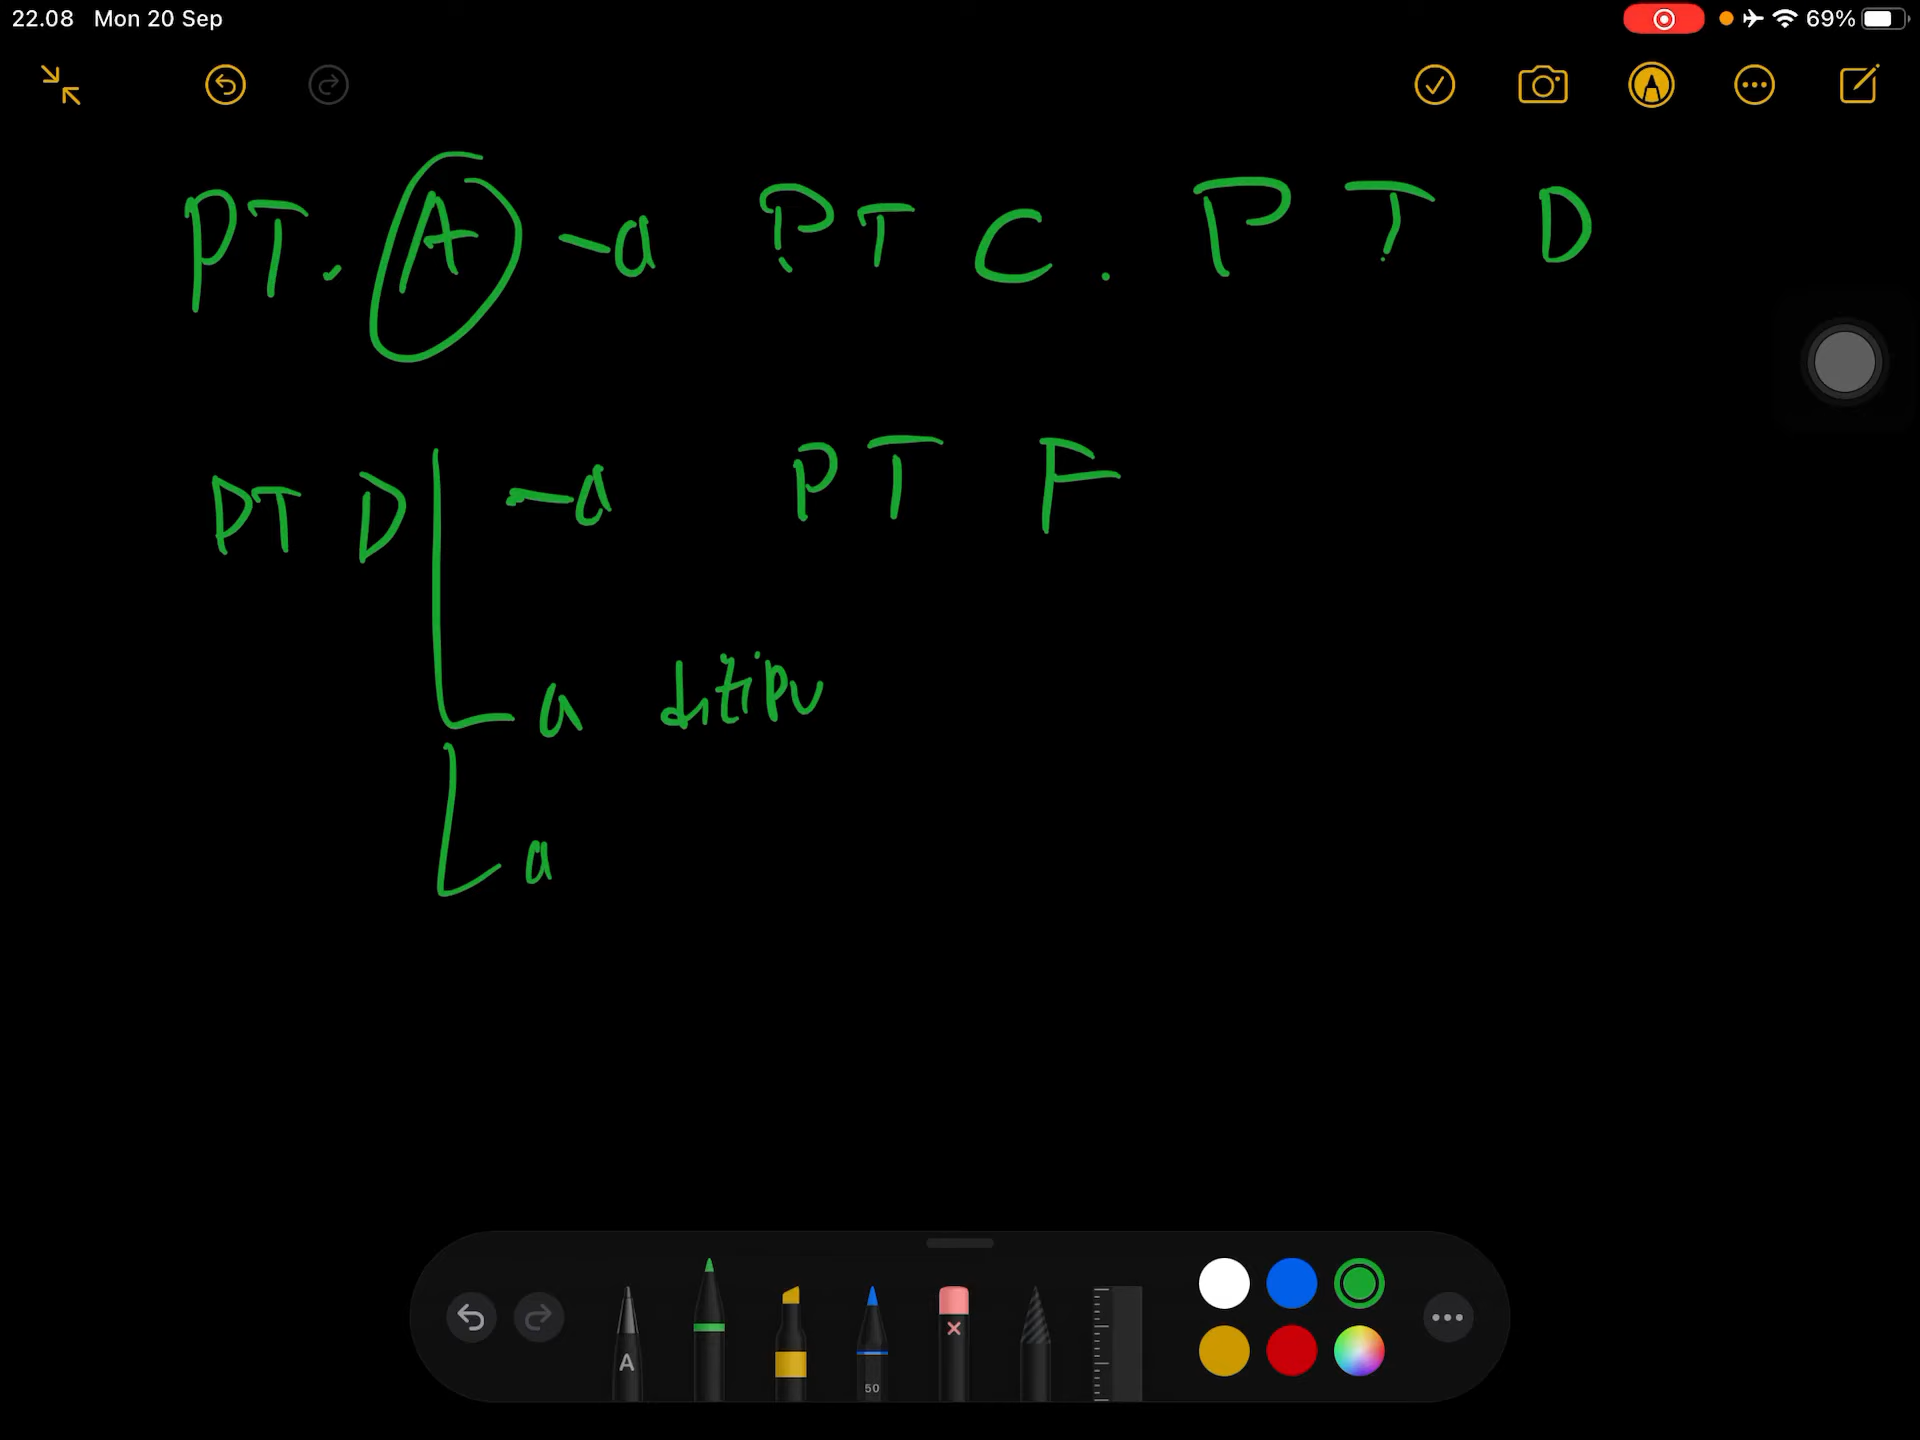 22.08 Mon 20 Sep 69%
PT. A -a PT C. PT D
PT D -a PT F
a ditipu
a
A
50